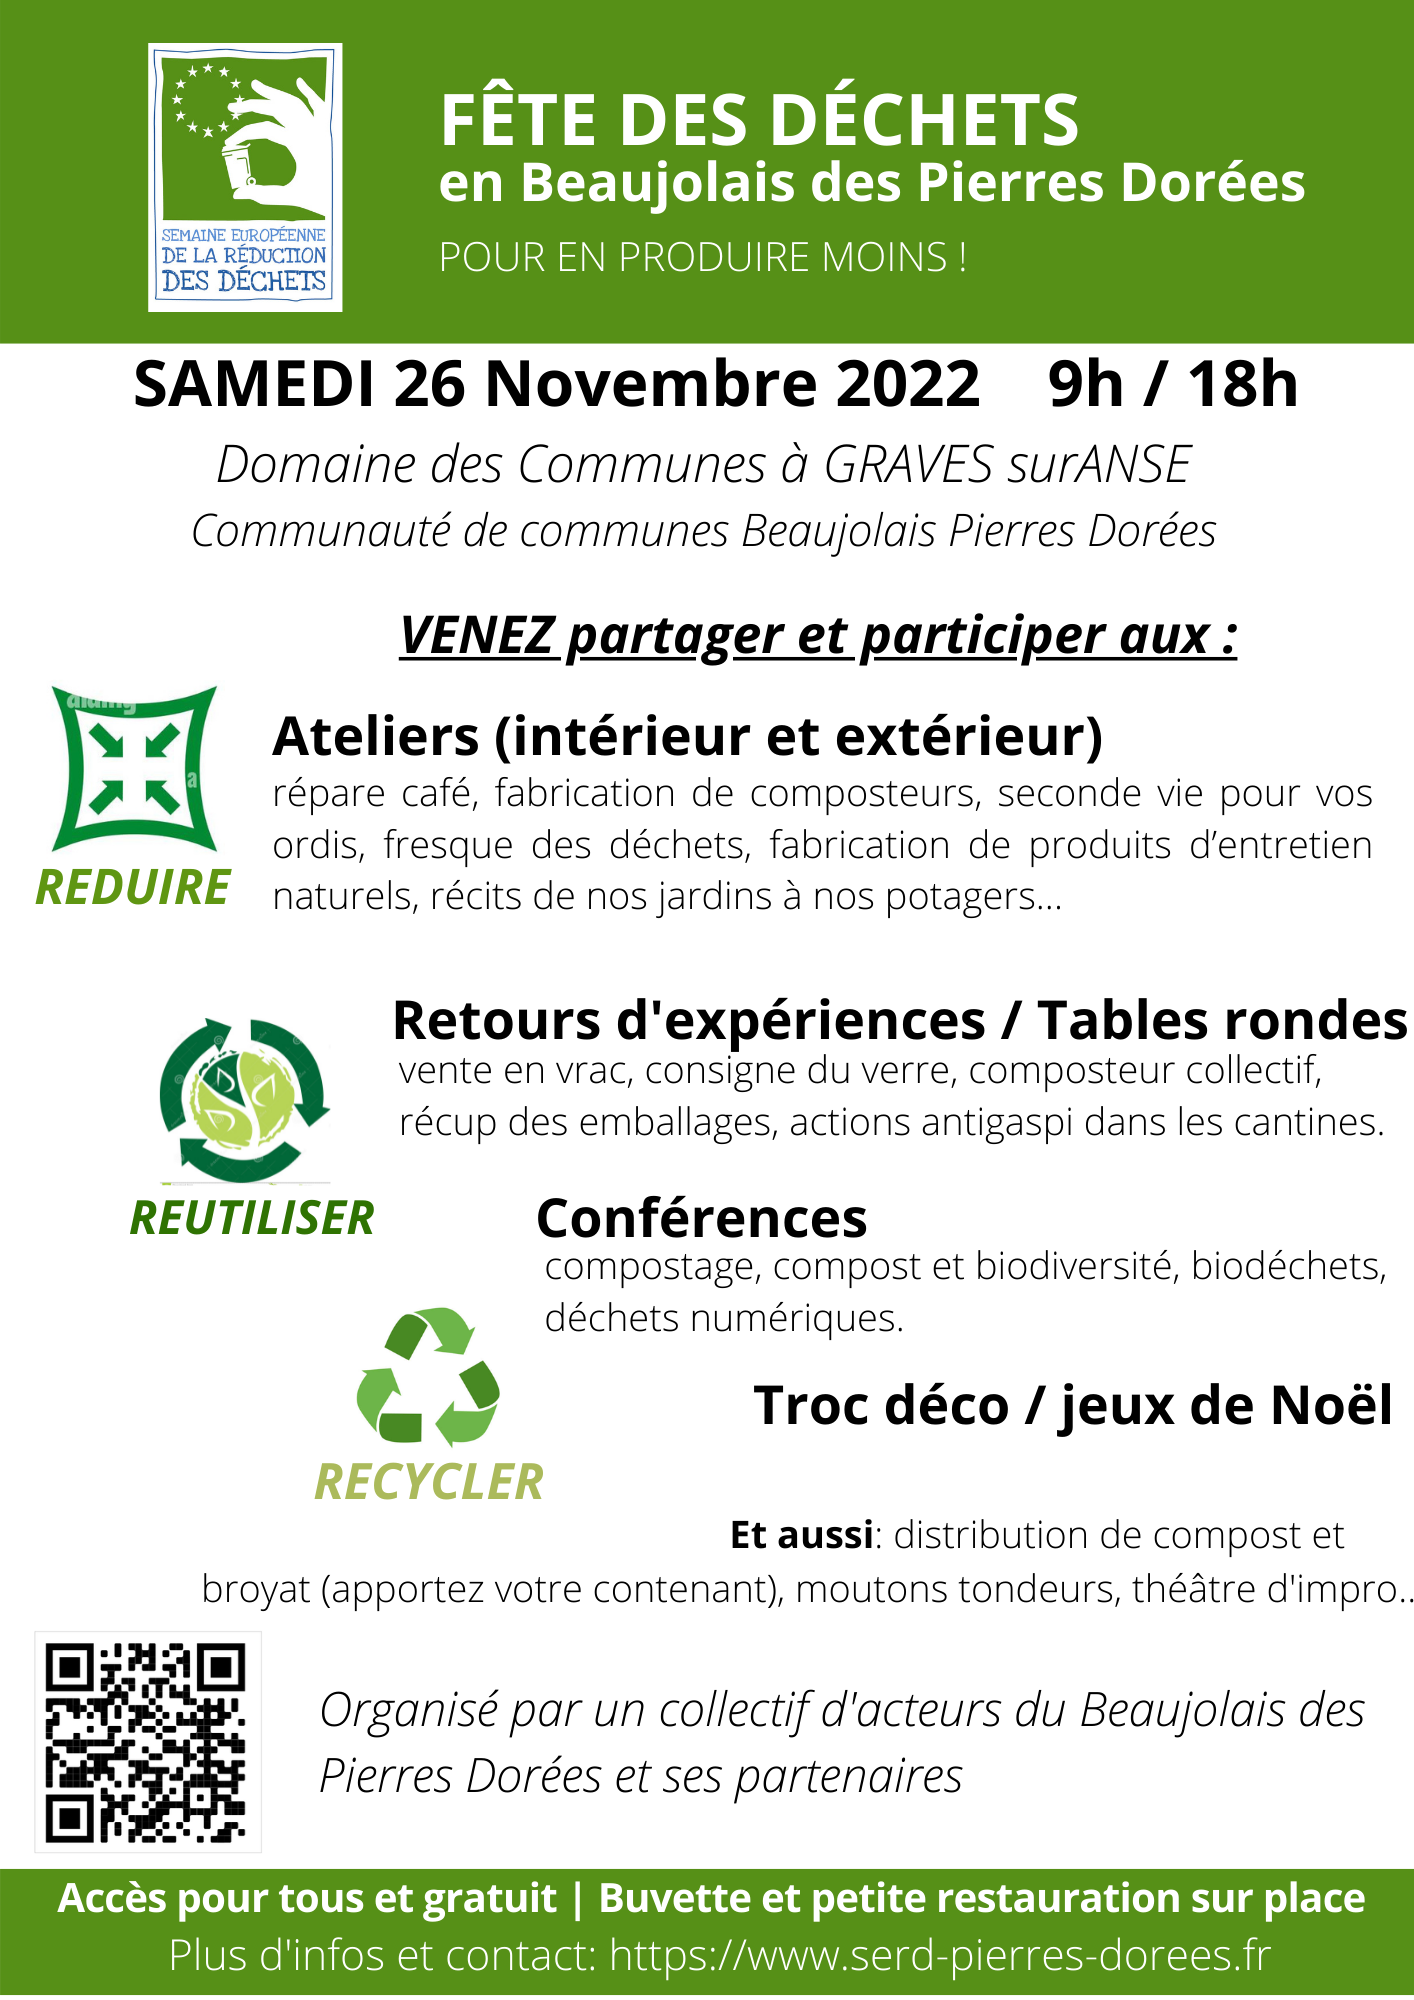 SEMAINE EUROPÉENNE
DE LA RÉDUCTION
DES DÉCHETS
FÊTE DES DÉCHETS
en Beaujolais des Pierres Dorées
POUR EN PRODUIRE MOINS !
SAMEDI 26 Novembre 2022 9h / 18h
Domaine des Communes à GRAVES surANSE
Communauté de communes Beaujolais Pierres Dorées
VENEZ partager et participer aux :
Ateliers (intérieur et extérieur)
répare café, fabrication de composteurs, seconde vie pour vos
ordis, fresque des déchets, fabrication de produits d’entretien
naturels, récits de nos jardins à nos potagers...
REDUIRE
Retours d'expériences / Tables rondes
vente en vrac, consigne du verre, composteur collectif,
récup des emballages, actions antigaspi dans les cantines.
REUTILISER
Conférences
compostage, compost et biodiversité, biodéchets,
déchets numériques.
Troc déco / jeux de Noël
RECYCLER
Et aussi: distribution de compost et
broyat (apportez votre contenant), moutons tondeurs, théâtre d'impro..
Organisé par un collectif d'acteurs du Beaujolais des
Pierres Dorées et ses partenaires
Accès pour tous et gratuit | Buvette et petite restauration sur place
Plus d'infos et contact: https://www.serd-pierres-dorees.fr